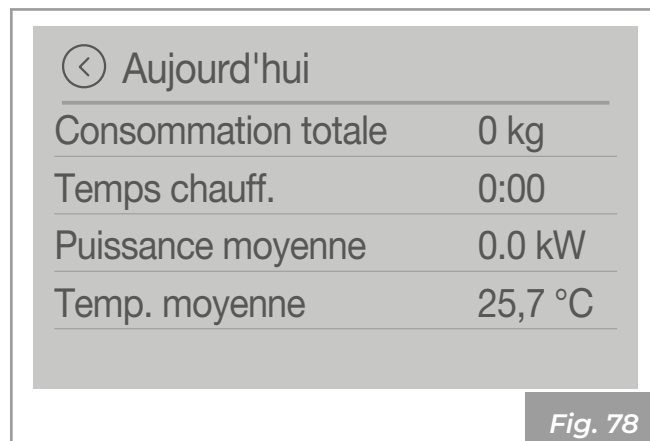 Aujourd'hui
Consommation totale 0 kg
Temps chauff. 0:00
Puissance moyenne 0.0 kW
Temp. moyenne 25,7 °C
Fig. 78